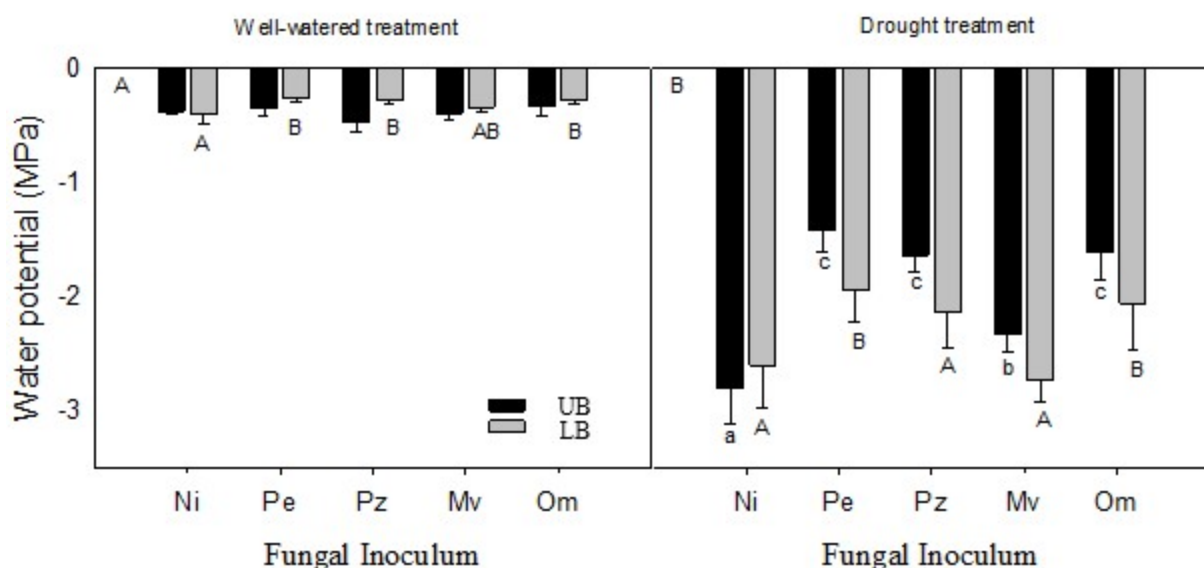 Well-watered treatment
Drought treatment
Water potential (MPa)
0
-1
-2
-3
A
A
B
B
AB
B
UB
LB
Ni Pe Pz Mv Om
Fungal Inoculum
B
a A
c B
c A
b A
c B
Ni Pe Pz Mv Om
Fungal Inoculum